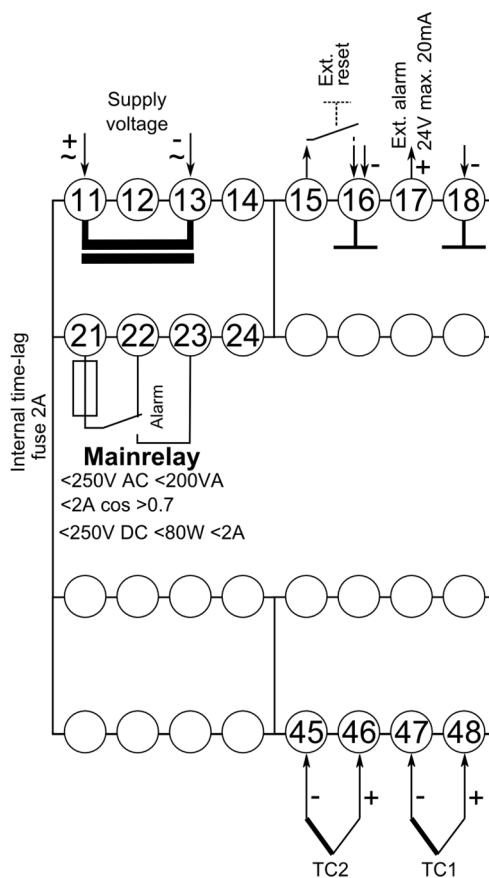 Ext.
reset
Ext. alarm
24V max. 20mA
Supply
voltage
+
~
-
~
-
+
-
11 12 13 14 15 16 17 18
21 22 23 24
Internal time-lag
fuse 2A
Alarm
Mainrelay
<250V AC <200VA
<2A cos >0.7
<250V DC <80W <2A
45 46 47 48
- + - +
TC2 TC1